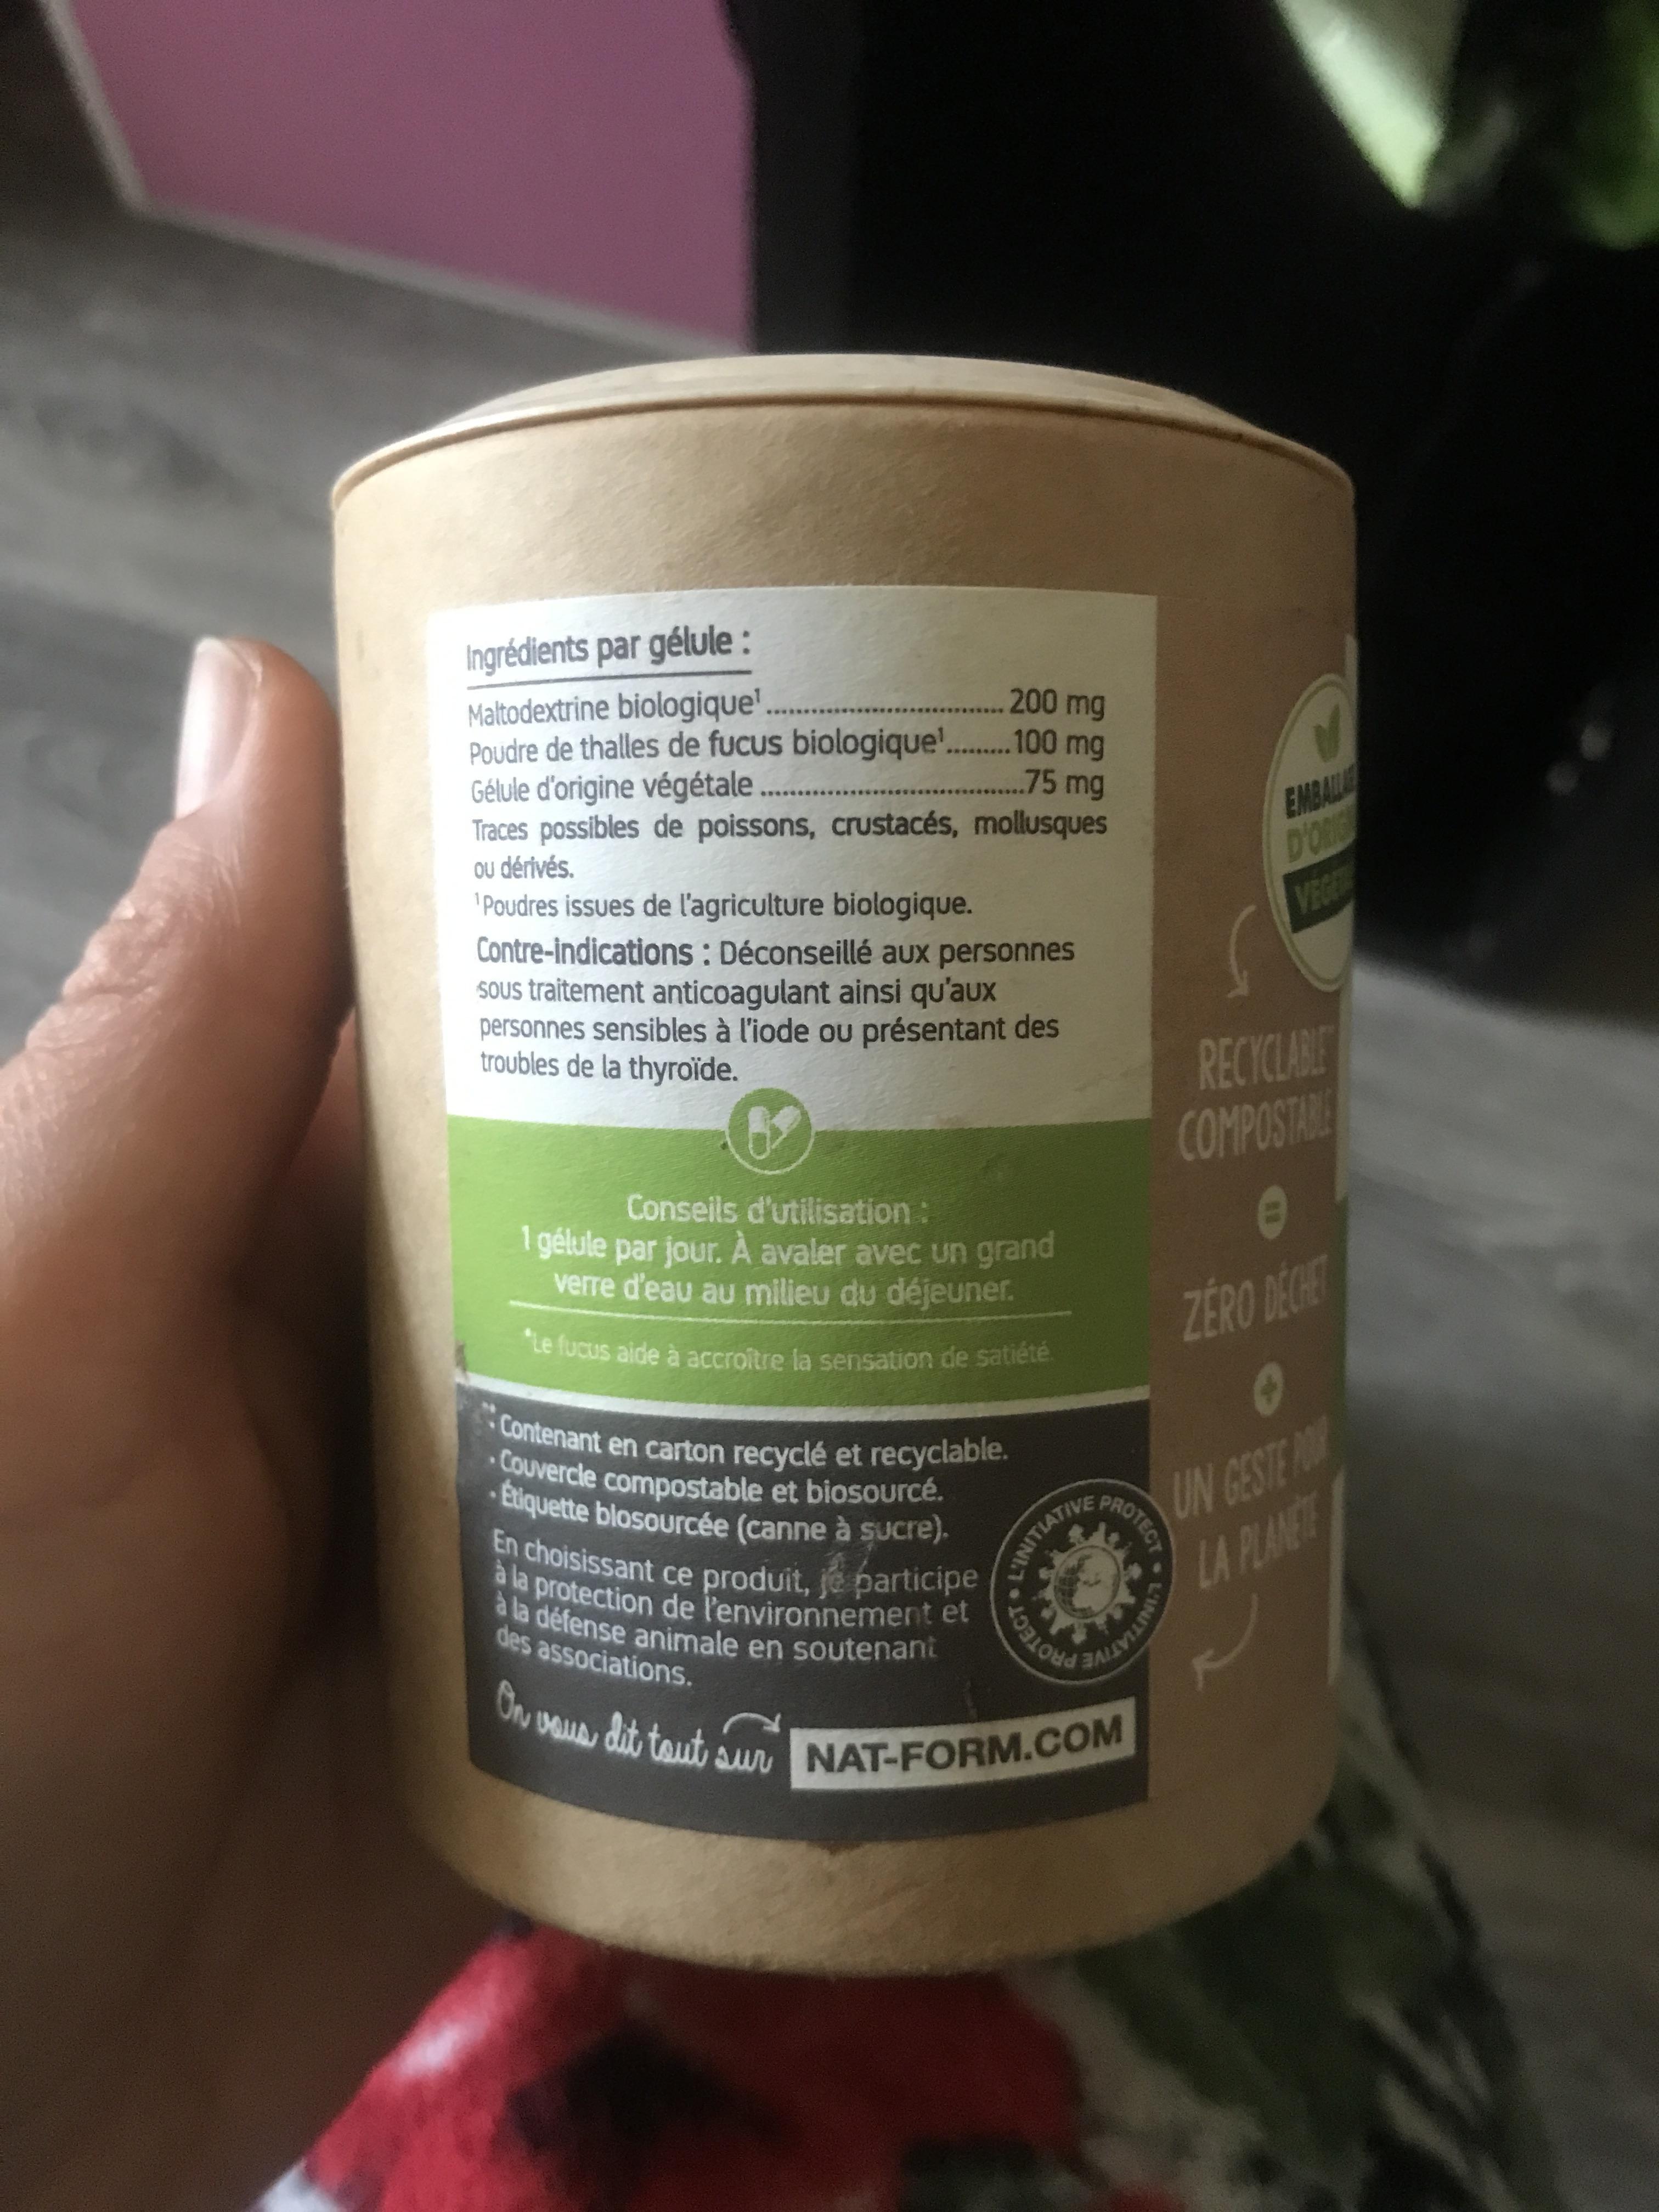 Ingrédients par gélule :
Maltodextrine biologique¹ .................................. 200 mg
Poudre de thalles de fucus biologique¹.........100 mg
Gélule d'origine végétale ......................................75 mg
Traces possibles de poissons, crustacés, mollusques
ou dérivés.
¹Poudres issues de l'agriculture biologique.
Contre-indications : Déconseillé aux personnes
sous traitement anticoagulant ainsi qu'aux
personnes sensibles à l'iode ou présentant des
troubles de la thyroïde.
Conseils d'utilisation :
1 gélule par jour. À avaler avec un grand
verre d'eau au milieu du déjeuner.
*Le fucus aide à accroître la sensation de satiété.
**· Contenant en carton recyclé et recyclable.
· Couvercle compostable et biosourcé.
· Étiquette biosourcée (canne à sucre).
En choisissant ce produit, je participe
à la protection de l'environnement et
à la défense animale en soutenant
des associations.
L'INITIATIVE PROTECT • L'INITIATIVE PROTECT •
On vous dit tout sur
NAT-FORM.COM
RECYCLABLE**
COMPOSTABLE
=
ZÉRO DÉCHET
+
UN GESTE POUR
LA PLANÈTE